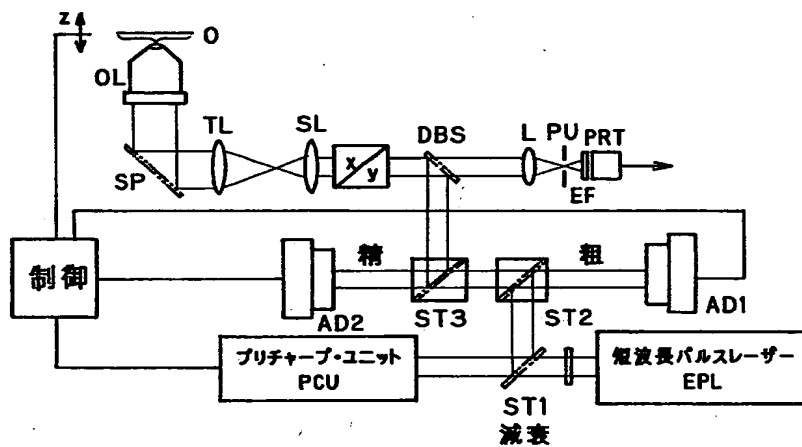 Z
O
OL
TL
SL
DBS
L
PU
PRT
SP
x/y
EF
制御
精
粗
AD2
ST3
ST2
AD1
プリチャープ・ユニット
PCU
短波長パルスレーザー
EPL
ST1
減衰